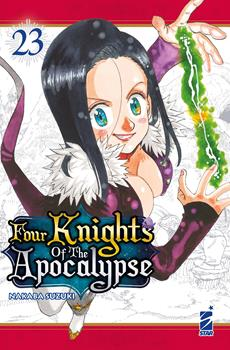 23
Four Knights
Of The
Apocalypse
NAKABA SUZUKI
STAR